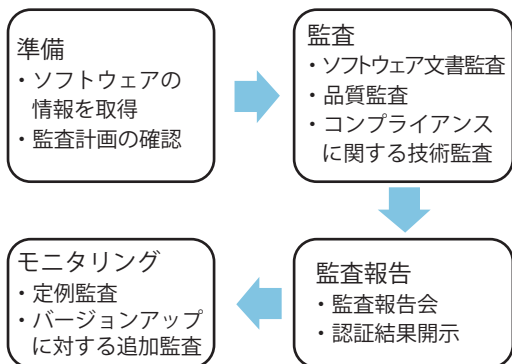 準備
・ソフトウェアの
情報を取得
・監査計画の確認
監査
・ソフトウェア文書監査
・品質監査
・コンプライアンス
に関する技術監査
監査報告
・監査報告会
・認証結果開示
モニタリング
・定例監査
・バージョンアップ
に対する追加監査